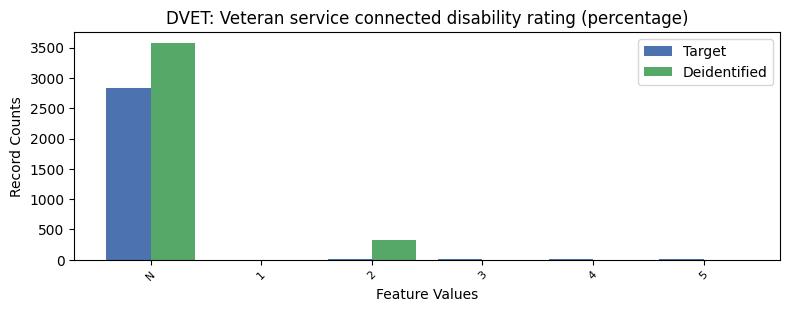 DVET: Veteran service connected disability rating (percentage)
Target
Deidentified
Record Counts
3500
3000
2500
2000
1500
1000
500
0
N 1 2 3 4 5
Feature Values